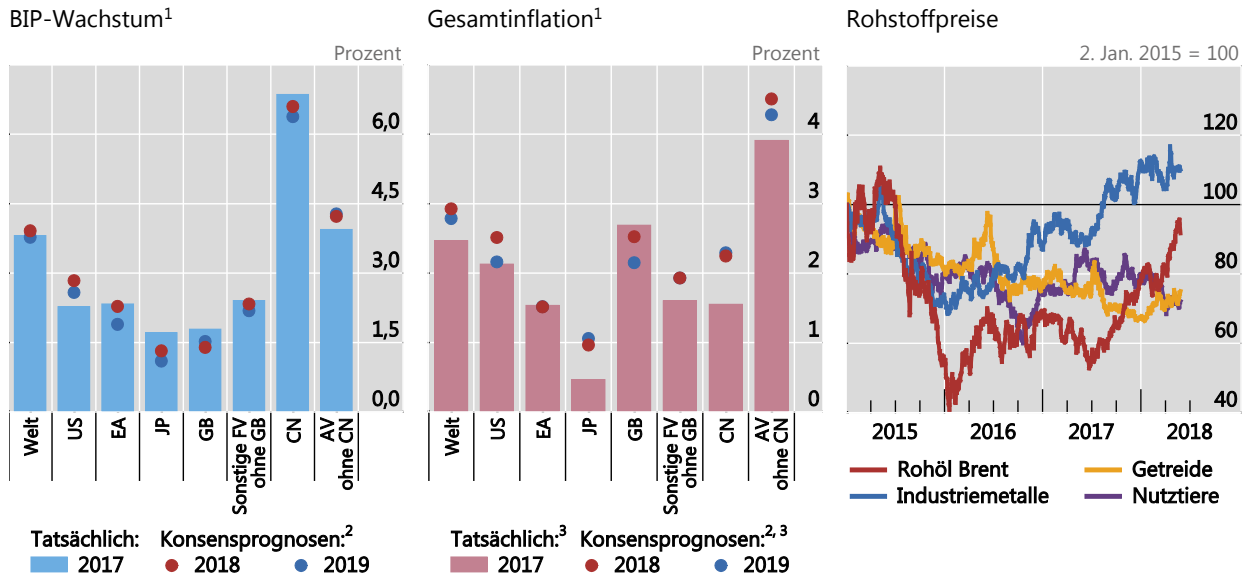 BIP-Wachstum¹
Prozent
6,0
4,5
3,0
1,5
0,0
Welt
US
EA
JP
GB
Sonstige FV
ohne GB
CN
AV
ohne CN
Tatsächlich:
Konsensprognosen:²
2017
2018
2019
Gesamtinflation¹
Prozent
4
3
2
1
0
Welt
US
EA
JP
GB
Sonstige FV
ohne GB
CN
AV
ohne CN
Tatsächlich:³
Konsensprognosen:²,³
2017
2018
2019
Rohstoffpreise
2. Jan. 2015 = 100
120
100
80
60
40
2015
2016
2017
2018
Rohöl Brent
Getreide
Industriemetalle
Nutztiere